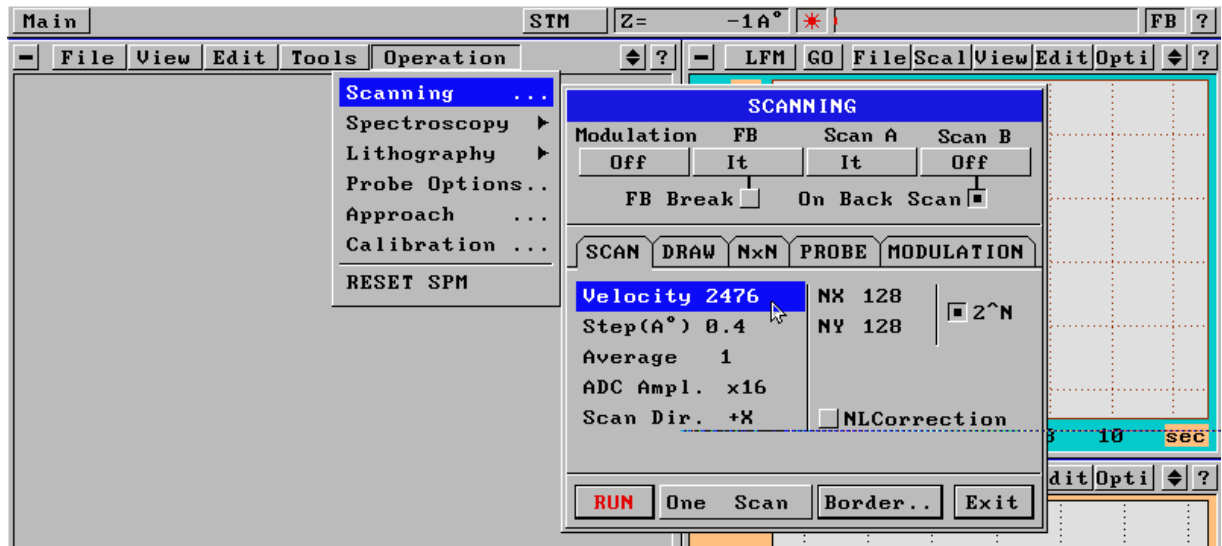 Main STM Z= -1A° FB ?
File View Edit Tools Operation ? LFM GO File Scal View Edit Opti ?
Scanning ...
Spectroscopy
Lithography
Probe Options..
Approach ...
Calibration ...
RESET SPM
SCANNING
Modulation FB Scan A Scan B
Off It It Off
FB Break On Back Scan
SCAN DRAW NxN PROBE MODULATION
Velocity 2476 NX 128
2^N
Step(A°) 0.4 NY 128
Average 1
ADC Ampl. x16
Scan Dir. +X NLCorrection
10 sec
dit Opti ?
RUN One Scan Border.. Exit